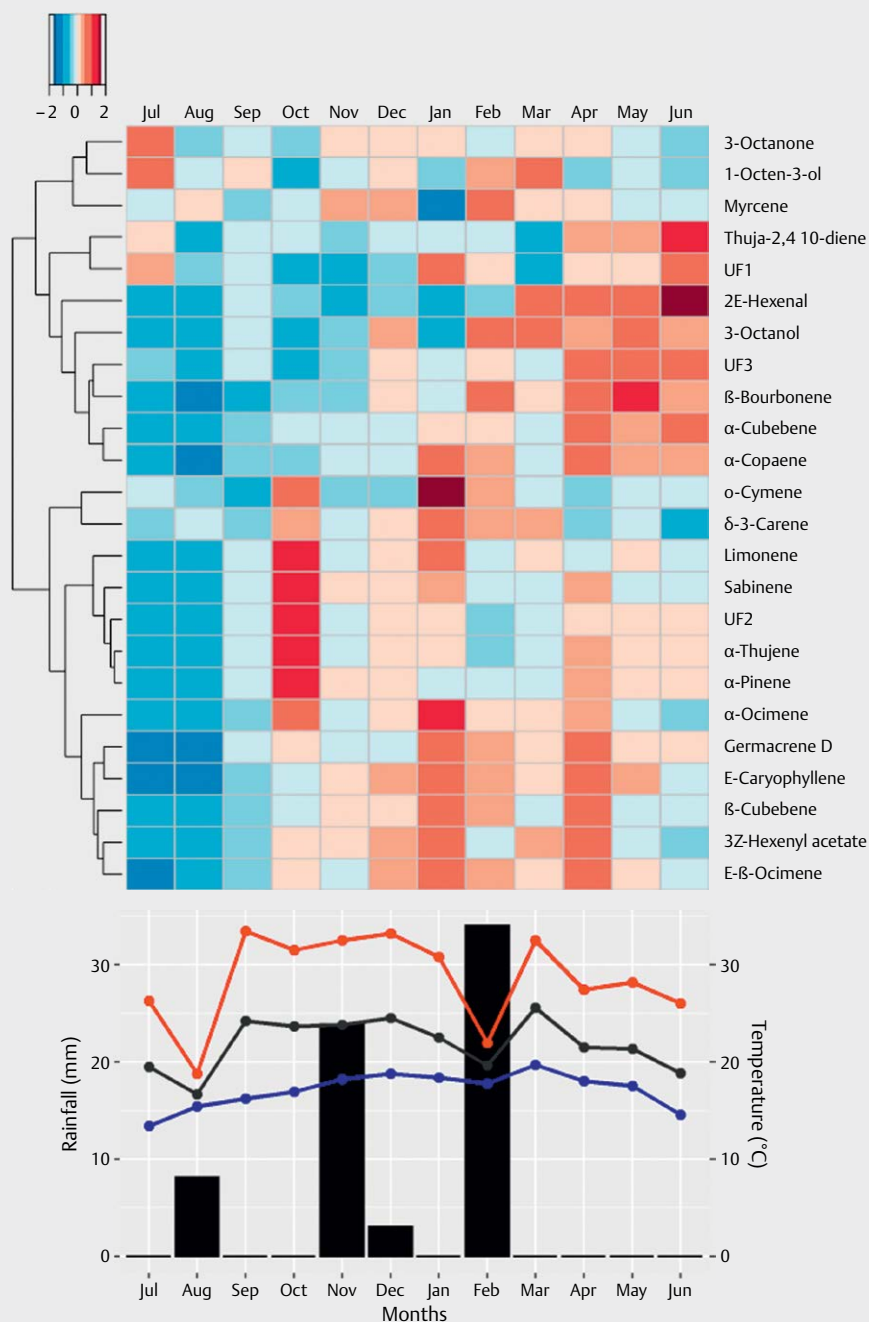 −2 0 2
Jul Aug Sep Oct Nov Dec Jan Feb Mar Apr May Jun
3-Octanone
1-Octen-3-ol
Myrcene
Thuja-2,4 10-diene
UF1
2E-Hexenal
3-Octanol
UF3
ß-Bourbonene
α-Cubebene
α-Copaene
o-Cymene
δ-3-Carene
Limonene
Sabinene
UF2
α-Thujene
α-Pinene
α-Ocimene
Germacrene D
E-Caryophyllene
ß-Cubebene
3Z-Hexenyl acetate
E-ß-Ocimene
Rainfall (mm)
30
20
10
0
30
20
10
0
Temperature (°C)
Jul Aug Sep Oct Nov Dec Jan Feb Mar Apr May Jun
Months